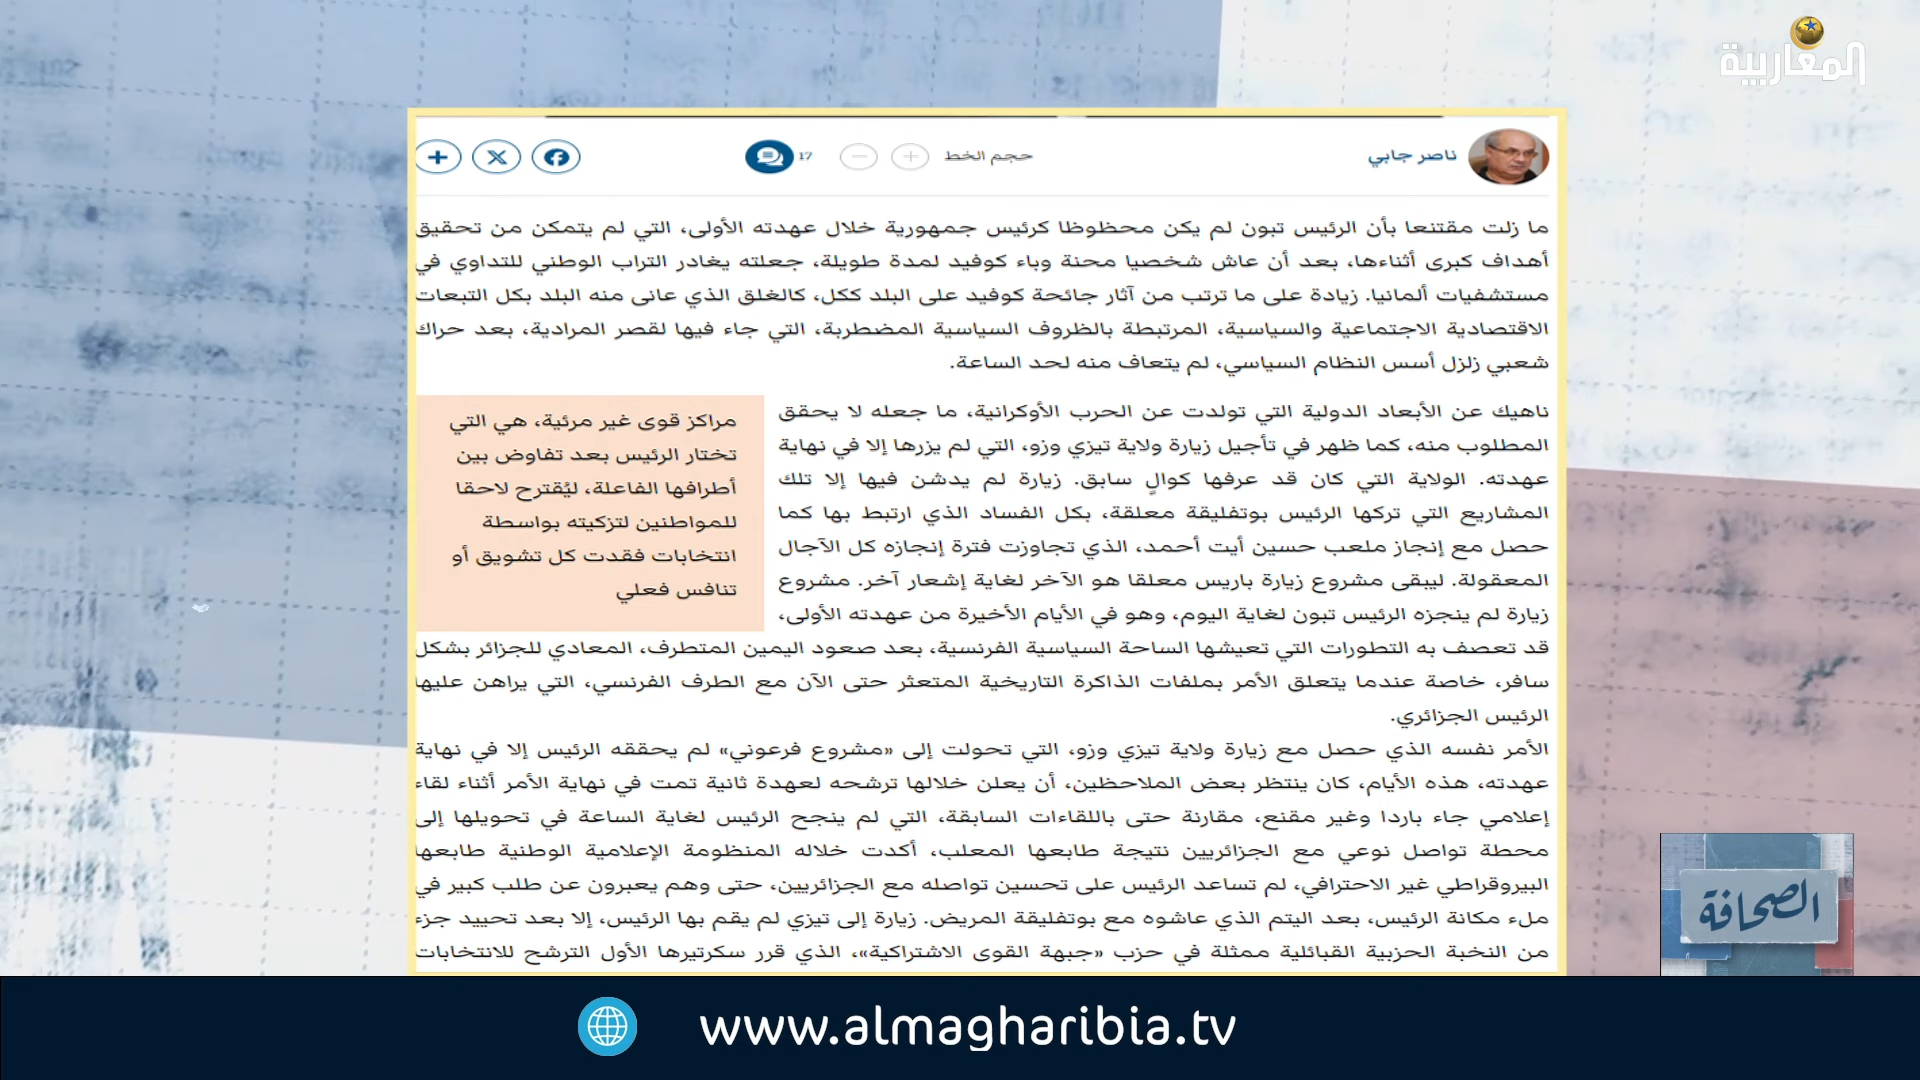 المغاربية
ناصر جابي
حجم الخط
17
ما زلت مقتنعا بأن الرئيس تبون لم يكن محظوظا كرئيس جمهورية خلال عهدته الأولى، التي لم يتمكن من تحقيق
أهداف كبرى أثناءها، بعد أن عاش شخصيا محنة وباء كوفيد لمدة طويلة، جعلته يغادر التراب الوطني للتداوي في
مستشفيات ألمانيا. زيادة على ما ترتب من آثار جائحة كوفيد على البلد ككل، كالغلق الذي عانى منه البلد بكل التبعات
الاقتصادية الاجتماعية والسياسية، المرتبطة بالظروف السياسية المضطربة، التي جاء فيها لقصر المرادية، بعد حراك
شعبي زلزل أسس النظام السياسي، لم يتعاف منه لحد الساعة.
ناهيك عن الأبعاد الدولية التي تولدت عن الحرب الأوكرانية، ما جعله لا يحقق
المطلوب منه، كما ظهر في تأجيل زيارة ولاية تيزي وزو، التي لم يزرها إلا في نهاية
عهدته. الولاية التي كان قد عرفها كوالٍ سابق. زيارة لم يدشن فيها إلا تلك
المشاريع التي تركها الرئيس بوتفليقة معلقة، بكل الفساد الذي ارتبط بها كما
حصل مع إنجاز ملعب حسين أيت أحمد، الذي تجاوزت فترة إنجازه كل الآجال
المعقولة. ليبقى مشروع زيارة باريس معلقا هو الآخر لغاية إشعار آخر. مشروع
زيارة لم ينجزه الرئيس تبون لغاية اليوم، وهو في الأيام الأخيرة من عهدته الأولى،
قد تعصف به التطورات التي تعيشها الساحة السياسية الفرنسية، بعد صعود اليمين المتطرف، المعادي للجزائر بشكل
سافر، خاصة عندما يتعلق الأمر بملفات الذاكرة التاريخية المتعثر حتى الآن مع الطرف الفرنسي، التي يراهن عليها
الرئيس الجزائري.
مراكز قوى غير مرئية، هي التي
تختار الرئيس بعد تفاوض بين
أطرافها الفاعلة، ليُقترح لاحقا
للمواطنين لتزكيته بواسطة
انتخابات فقدت كل تشويق أو
تنافس فعلي
الأمر نفسه الذي حصل مع زيارة ولاية تيزي وزو، التي تحولت إلى «مشروع فرعوني» لم يحققه الرئيس إلا في نهاية
عهدته، هذه الأيام، كان ينتظر بعض الملاحظين، أن يعلن خلالها ترشحه لعهدة ثانية تمت في نهاية الأمر أثناء لقاء
إعلامي جاء باردا وغير مقنع، مقارنة حتى باللقاءات السابقة، التي لم ينجح الرئيس لغاية الساعة في تحويلها إلى
محطة تواصل نوعي مع الجزائريين نتيجة طابعها المعلب، أكدت خلاله المنظومة الإعلامية الوطنية طابعها
البيروقراطي غير الاحترافي، لم تساعد الرئيس على تحسين تواصله مع الجزائريين، حتى وهم يعبرون عن طلب كبير في
ملء مكانة الرئيس، بعد اليتم الذي عاشوه مع بوتفليقة المريض. زيارة إلى تيزي لم يقم بها الرئيس، إلا بعد تحييد جزء
من النخبة الحزبية القبائلية ممثلة في حزب «جبهة القوى الاشتراكية»، الذي قرر سكرتيرها الأول الترشح للانتخابات
الصحافة
www.almagharibia.tv